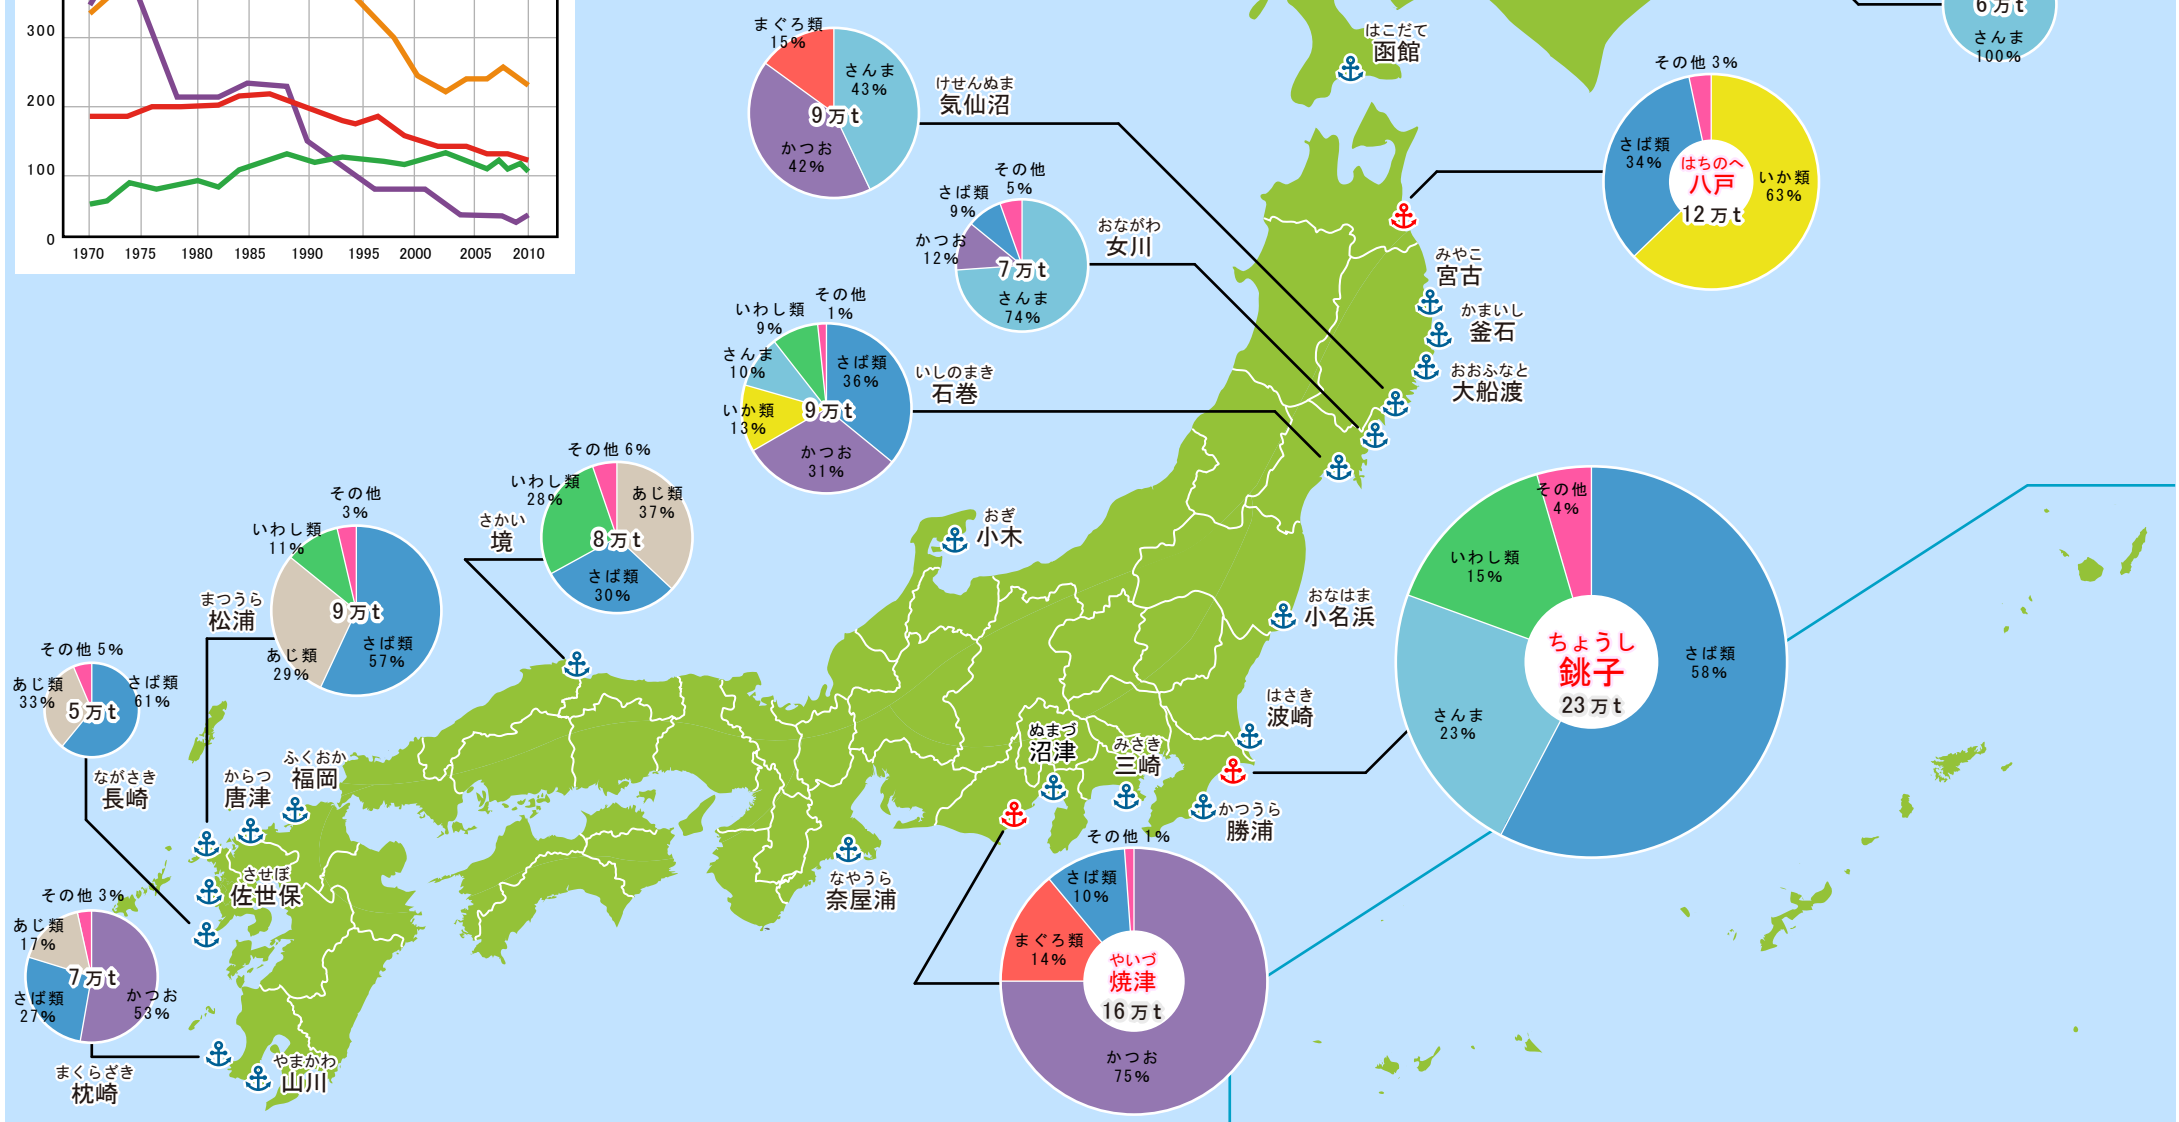 300
200
100
0
1970 1975 1980 1985 1990 1995 2000 2005 2010
6万t
さんま
100%
はこだて
函館
まぐろ類
15%
さんま
43%
9万t
かつお
42%
けせんぬま
気仙沼
その他 3%
さば類
34%
はちのへ
八戸
12万t
いか類
63%
その他
5%
さば類
9%
かつお
12%
7万t
さんま
74%
おながわ
女川
みやこ
宮古
かまいし
釜石
おおふなと
大船渡
その他
1%
いわし類
9%
さんま
10%
いか類
13%
さば類
36%
9万t
かつお
31%
いしのまき
石巻
その他 6%
いわし類
28%
あじ類
37%
8万t
さば類
30%
さかい
境
おぎ
小木
その他
3%
いわし類
11%
9万t
さば類
57%
あじ類
29%
まつうら
松浦
その他
4%
いわし類
15%
さんま
23%
ちょうし
銚子
23万t
さば類
58%
おなはま
小名浜
はさき
波崎
その他 5%
あじ類
33%
さば類
61%
5万t
ながさき
長崎
からつ
唐津
ふくおか
福岡
ぬまづ
沼津
みさき
三崎
かつうら
勝浦
させぼ
佐世保
なやうら
奈屋浦
その他 1%
さば類
10%
まぐろ類
14%
やいづ
焼津
16万t
かつお
75%
その他 3%
あじ類
17%
7万t
さば類
27%
かつお
53%
まくらざき
枕崎
やまかわ
山川